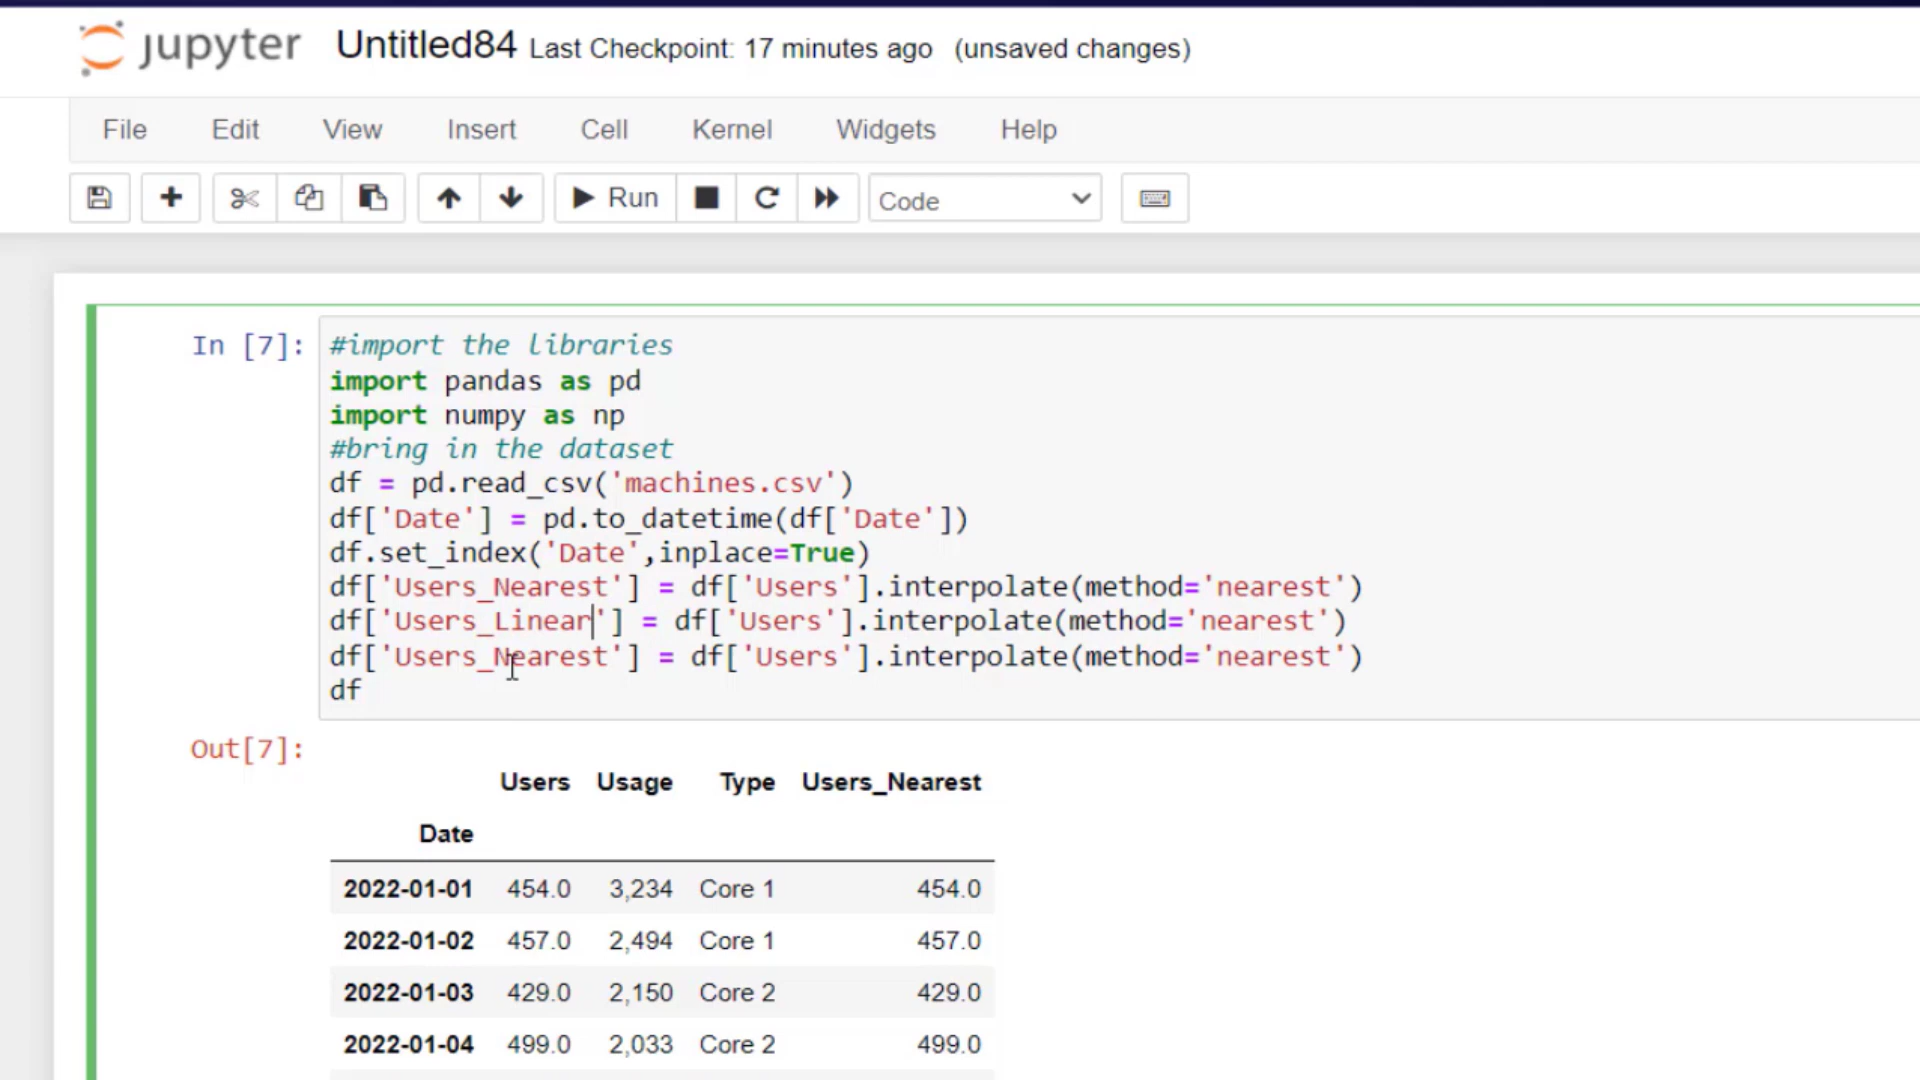 jupyter Untitled84 Last Checkpoint: 17 minutes ago (unsaved changes)
File Edit View Insert Cell Kernel Widgets Help
Run Code
In [7]:
#import the libraries
import pandas as pd
import numpy as np
#bring in the dataset
df = pd.read_csv('machines.csv')
df['Date'] = pd.to_datetime(df['Date'])
df.set_index('Date',inplace=True)
df['Users_Nearest'] = df['Users'].interpolate(method='nearest')
df['Users_Linear'] = df['Users'].interpolate(method='nearest')
df['Users_Nearest'] = df['Users'].interpolate(method='nearest')
df
Out[7]:
Users Usage Type Users_Nearest
Date
2022-01-01 454.0 3,234 Core 1 454.0
2022-01-02 457.0 2,494 Core 1 457.0
2022-01-03 429.0 2,150 Core 2 429.0
2022-01-04 499.0 2,033 Core 2 499.0